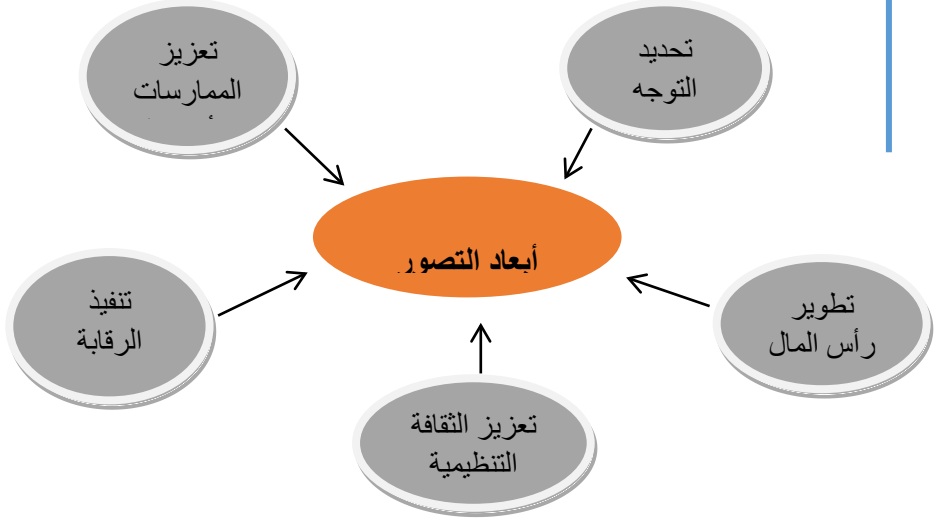 تحديد
التوجه
تعزيز
الممارسات
أبعاد التصور
تطوير
رأس المال
تنفيذ
الرقابة
تعزيز الثقافة
التنظيمية